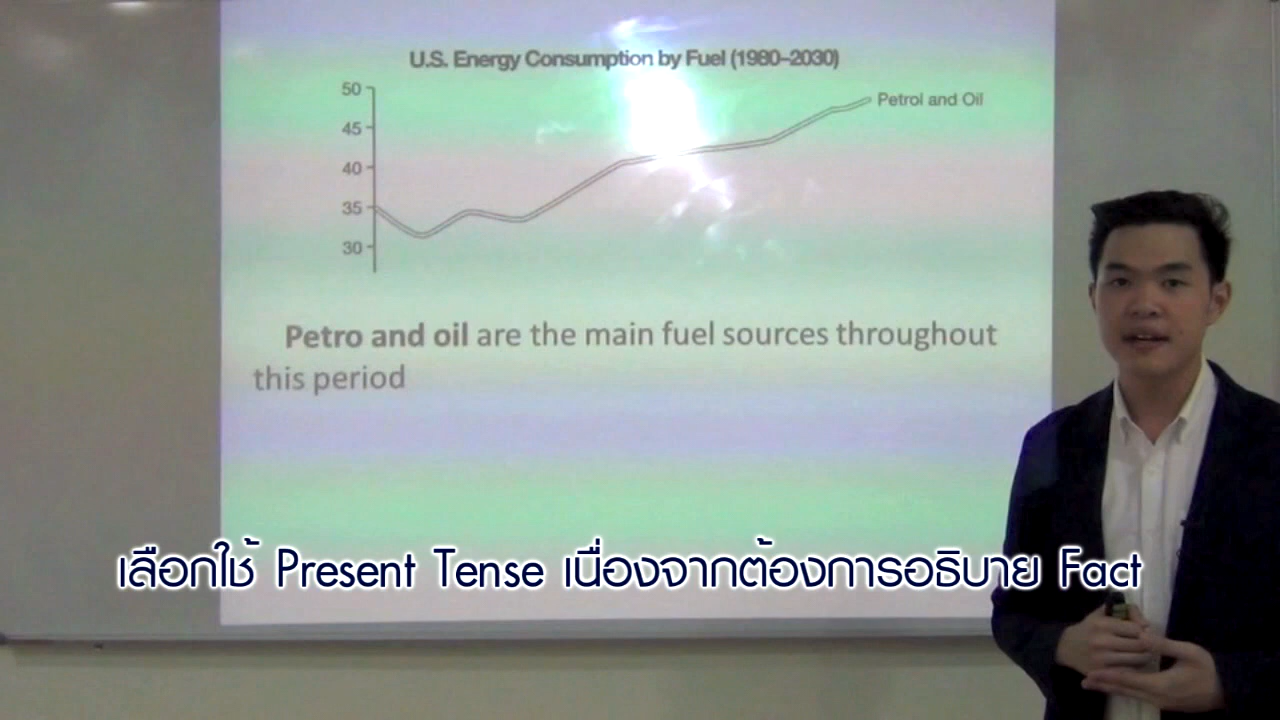 U.S. Energy Consumption by Fuel (1980–2030)
50
45
40
35
30
Petrol and Oil
Petro and oil are the main fuel sources throughout
this period
เลือกใช้ Present Tense เนื่องจากต้องการอธิบาย Fact